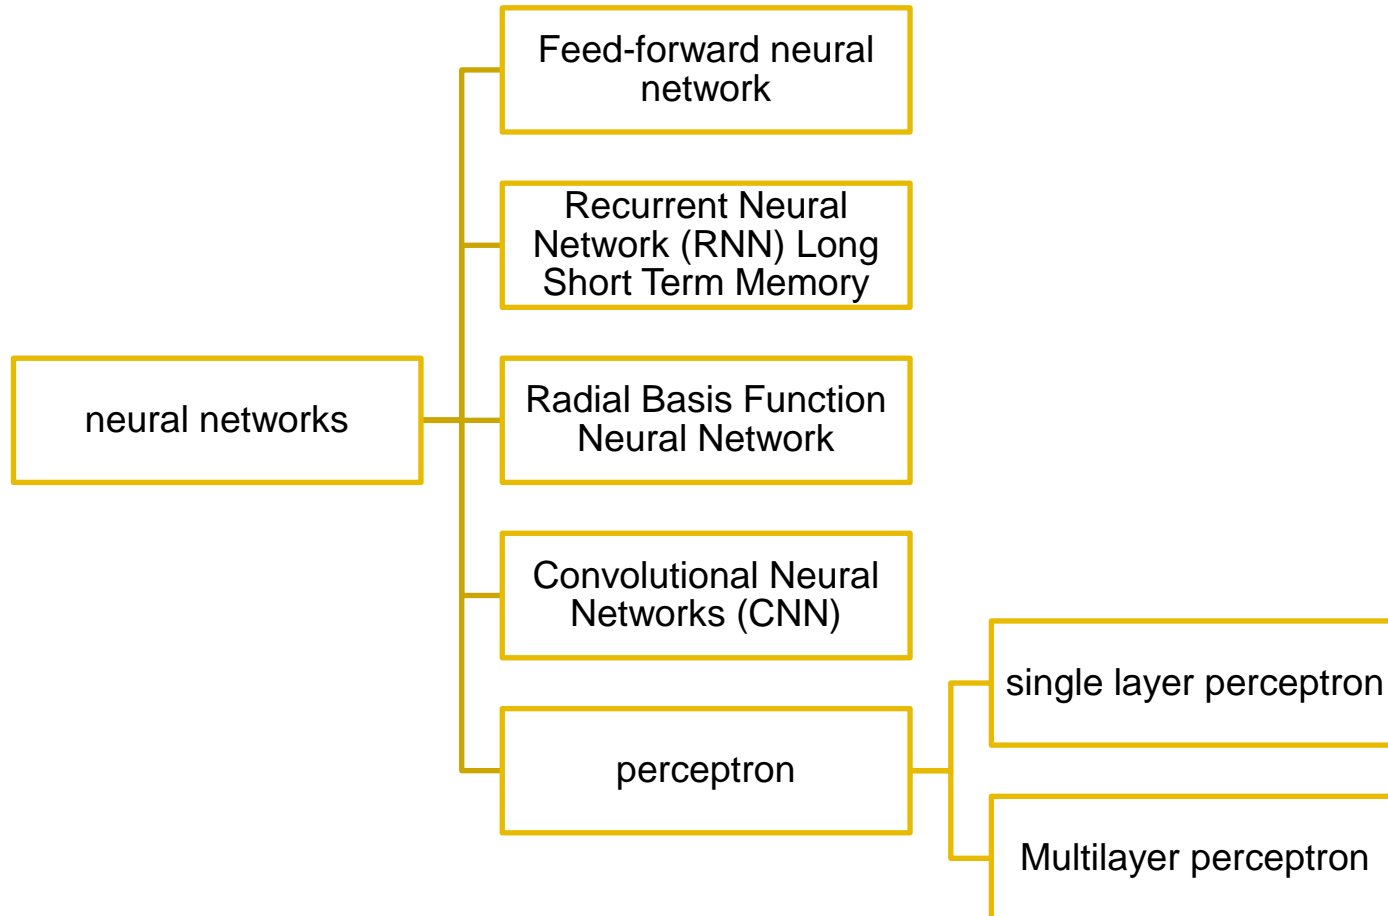 Feed-forward neural
network
Recurrent Neural
Network (RNN) Long
Short Term Memory
neural networks
Radial Basis Function
Neural Network
Convolutional Neural
Networks (CNN)
single layer perceptron
perceptron
Multilayer perceptron